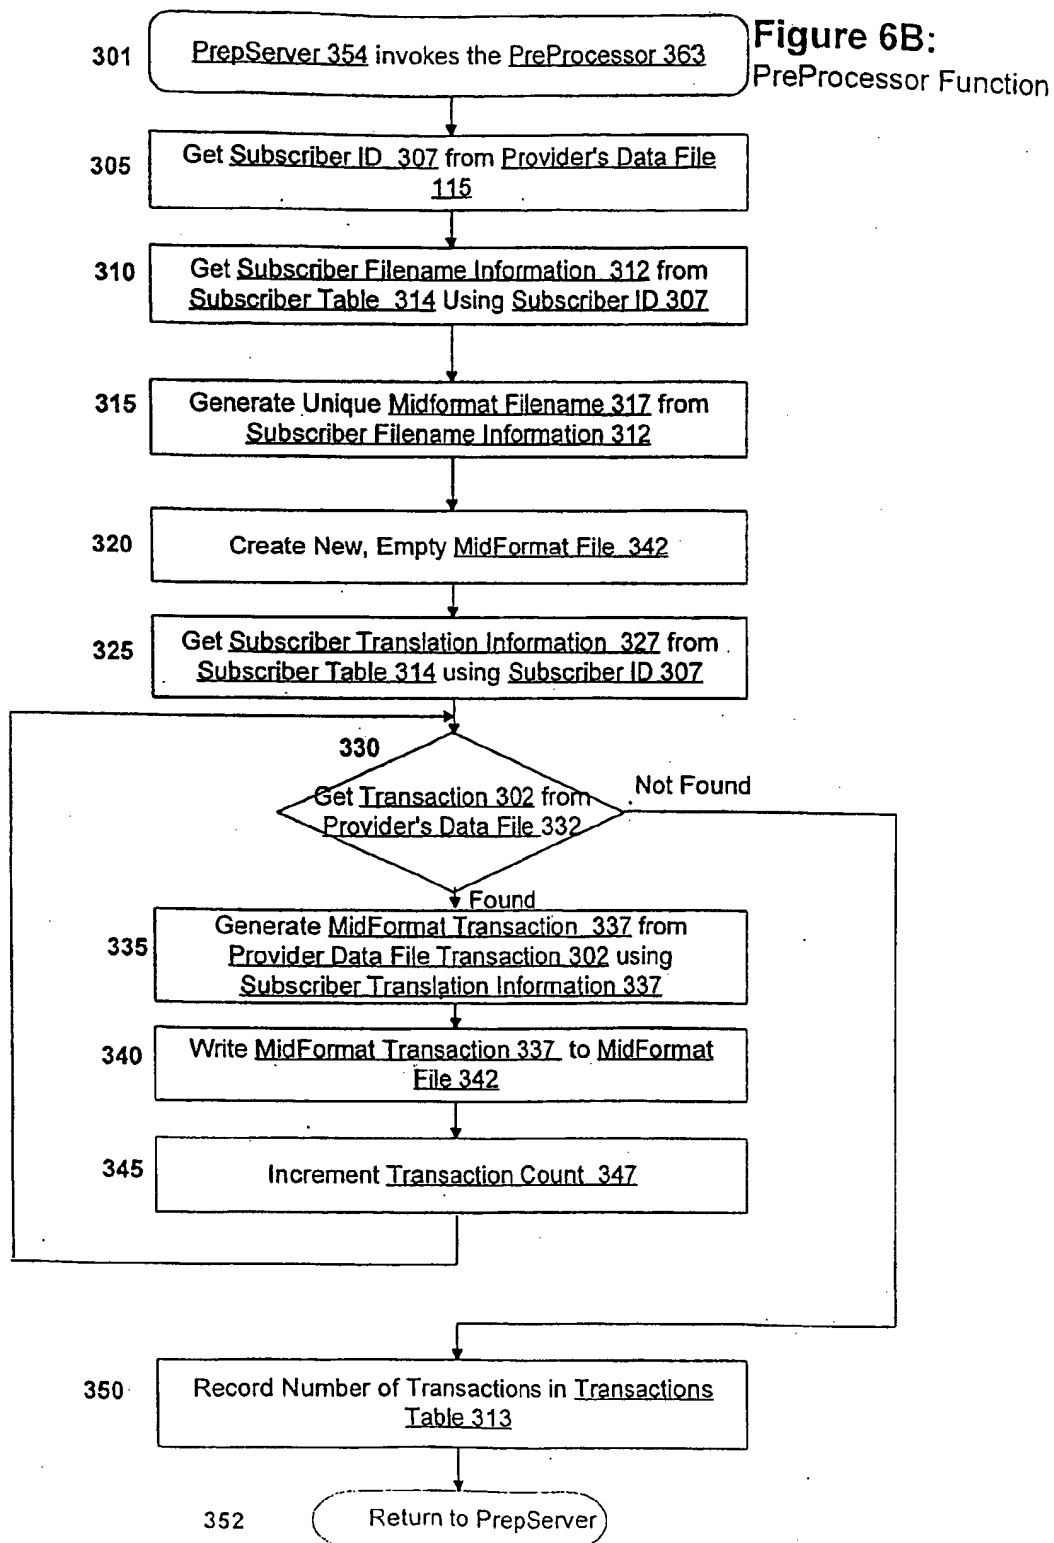 Figure 6B:
PreProcessor Function
301
PrepServer 354 invokes the PreProcessor 363
305
Get Subscriber ID 307 from Provider's Data File
115
310
Get Subscriber Filename Information 312 from
Subscriber Table 314 Using Subscriber ID 307
315
Generate Unique Midformat Filename 317 from
Subscriber Filename Information 312
320
Create New, Empty MidFormat File 342
325
Get Subscriber Translation Information 327 from
Subscriber Table 314 using Subscriber ID 307
330
Get Transaction 302 from
Provider's Data File 332
Not Found
Found
335
Generate MidFormat Transaction 337 from
Provider Data File Transaction 302 using
Subscriber Translation Information 337
340
Write MidFormat Transaction 337 to MidFormat
File 342
345
Increment Transaction Count 347
350
Record Number of Transactions in Transactions
Table 313
352
Return to PrepServer